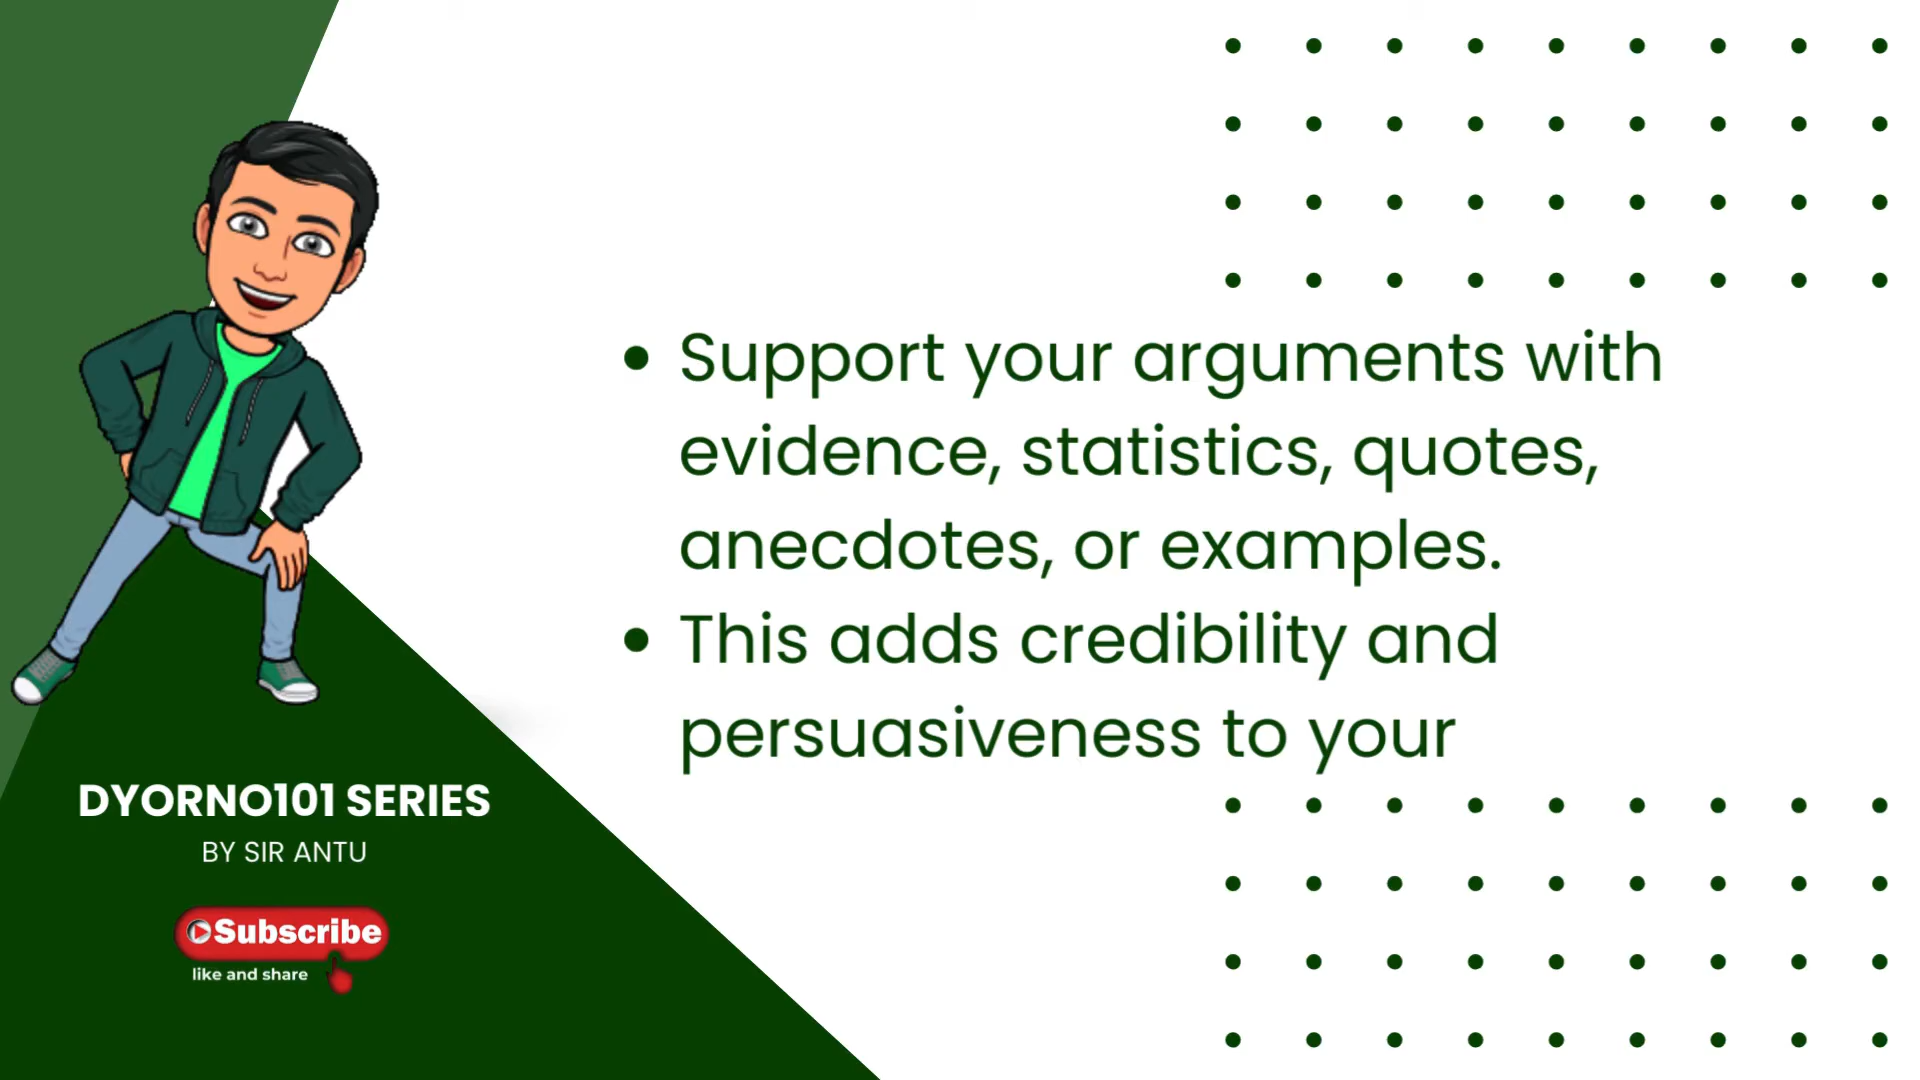 Support your arguments with
evidence, statistics, quotes,
anecdotes, or examples.
This adds credibility and
persuasiveness to your
DYORNO101 SERIES
BY SIR ANTU
Subscribe
like and share